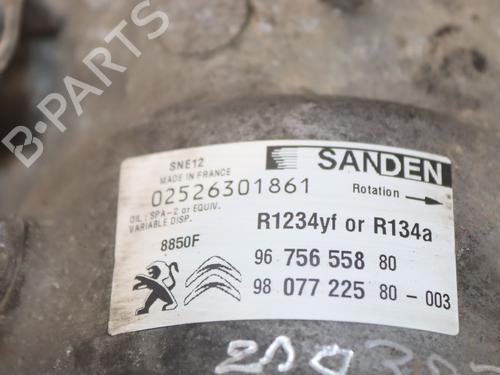 B-PARTS
SNE12
MADE IN FRANCE
SANDEN
02526301861
Rotation
OIL: SPA-2 or EQUIV.
VARIABLE DISP.
R1234yf or R134a
8850F
96 756 558 80
98 077 225 80-003